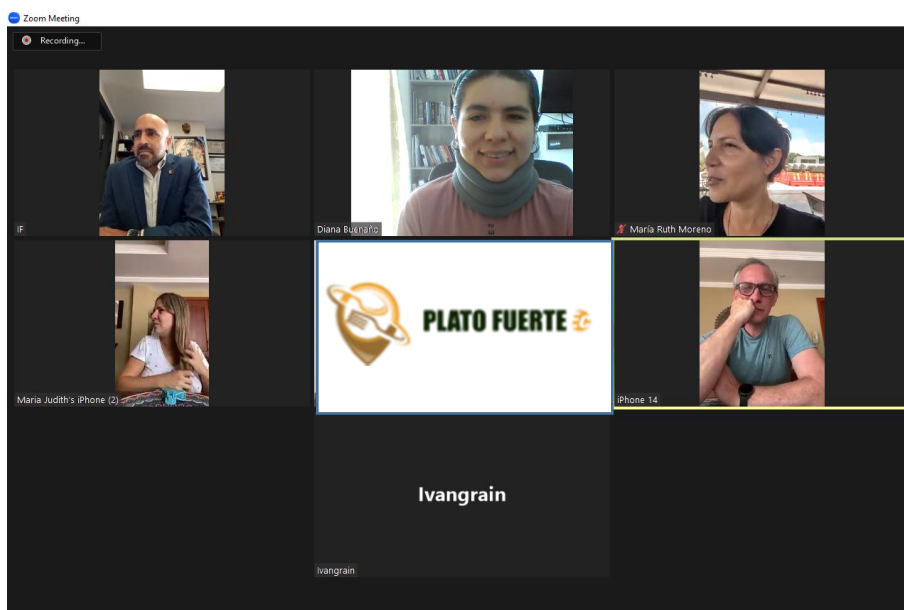 Zoom Meeting
Recording...
IF
Diana Buenaño
María Ruth Moreno
Maria Judith's iPhone (2)
PLATO FUERTE EC
iPhone 14
Ivangrain
Ivangrain